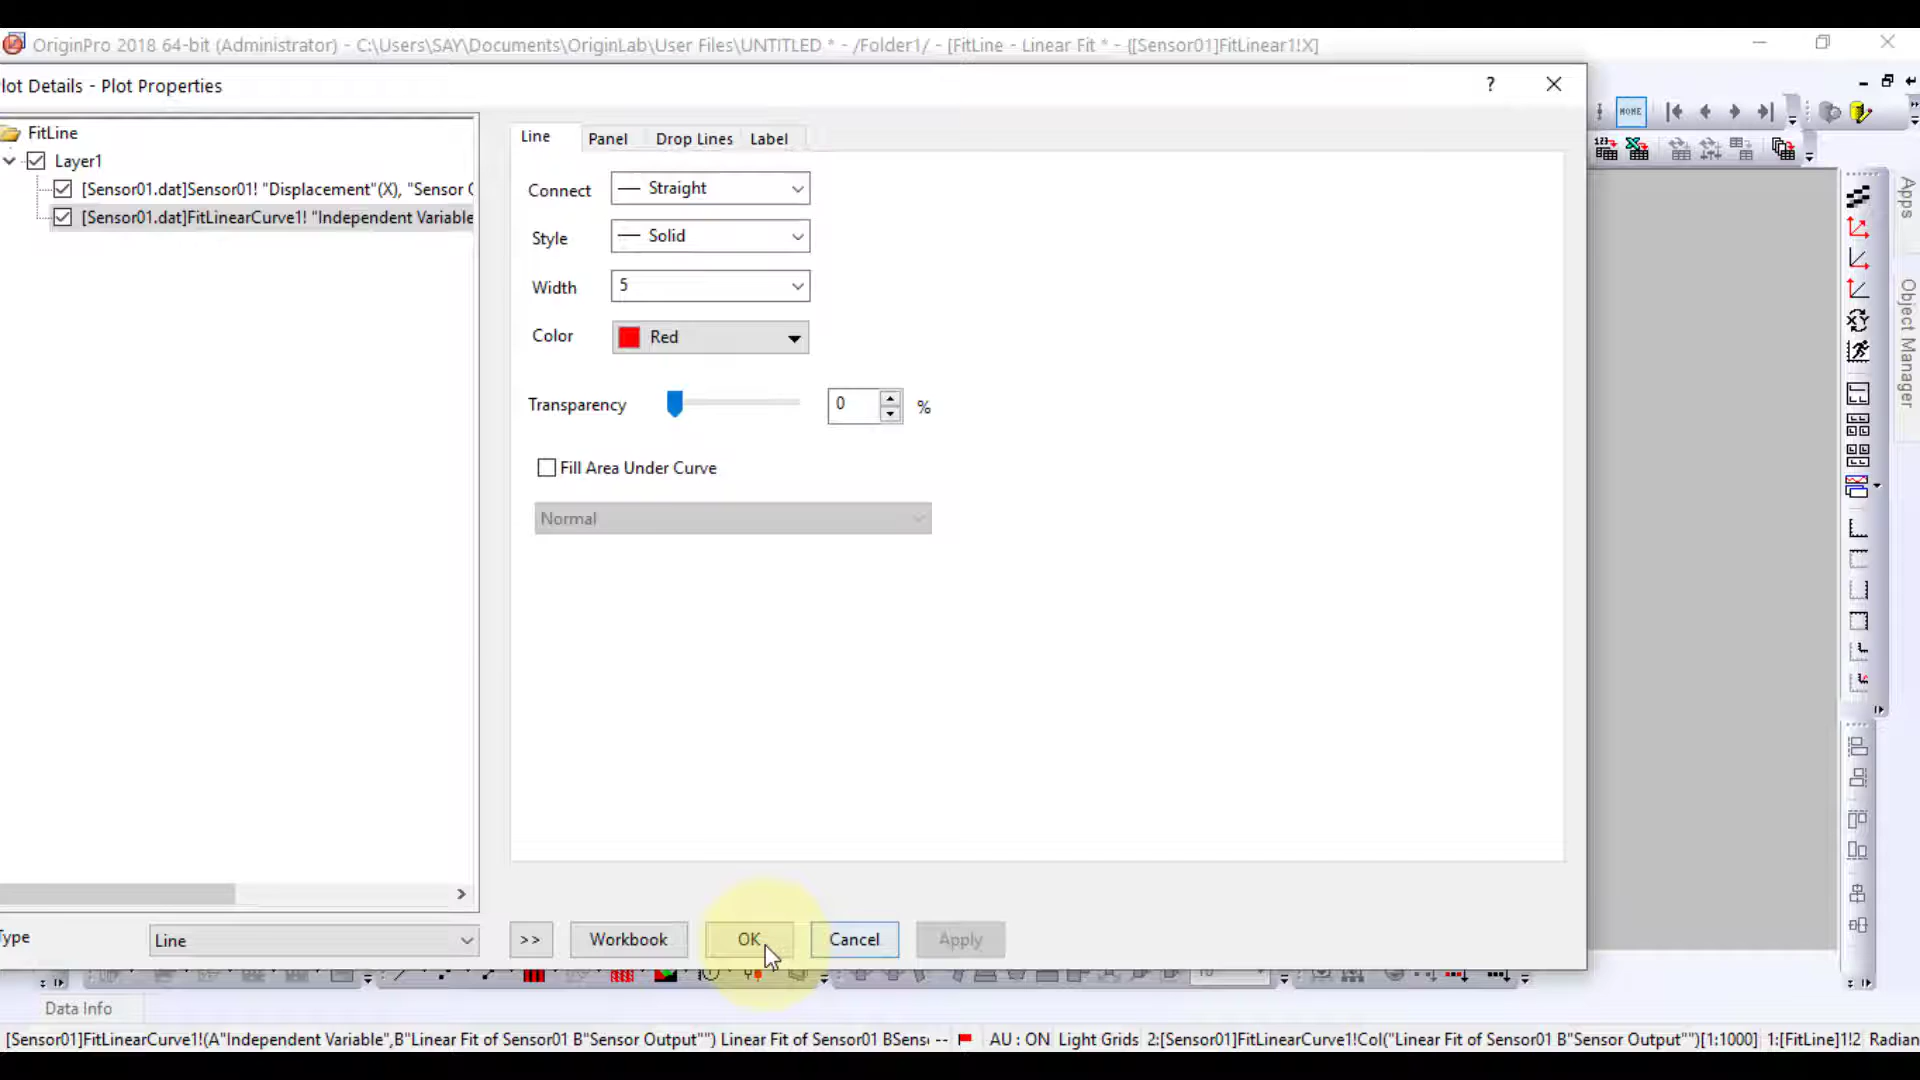 OriginPro 2018 64-bit (Administrator) - C:\Users\SAY\Documents\OriginLab\User Files\UNTITLED * - /Folder1/ - [FitLine - Linear Fit * - {[Sensor01]FitLinear1!X]
lot Details - Plot Properties
?
HOME
FitLine
Layer1
[Sensor01.dat]Sensor01! "Displacement"(X), "Sensor
[Sensor01.dat]FitLinearCurve1! "Independent Variable
Line
Panel
Drop Lines
Label
Connect
Straight
Style
Solid
Width
5
Color
Red
Transparency
0
%
Fill Area Under Curve
Normal
Apps
Object Manager
ype
Line
>>
Workbook
OK
Cancel
Apply
Data Info
[Sensor01]FitLinearCurve1!(A"Independent Variable",B"Linear Fit of Sensor01 B"Sensor Output"") Linear Fit of Sensor01 BSens --
AU : ON
Light Grids
2:[Sensor01]FitLinearCurve1!Col("Linear Fit of Sensor01 B"Sensor Output"")[1:1000]
1:[FitLine]1!2
Radian